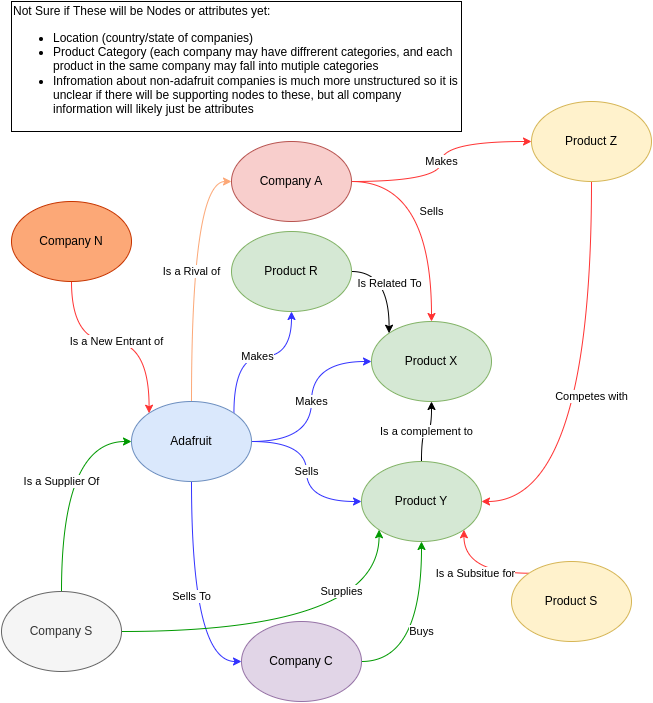 Not Sure if These will be Nodes or attributes yet:
• Location (country/state of companies)
• Product Category (each company may have diffrerent categories, and each
product in the same company may fall into mutiple categories
• Infromation about non-adafruit companies is much more unstructured so it is
unclear if there will be supporting nodes to these, but all company
information will likely just be attributes
Product Z
Makes
Company A
Sells
Company N
Is a Rival of
Product R
Is Related To
Is a New Entrant of
Makes
Product X
Makes
Competes with
Is a complement to
Adafruit
Sells
Is a Supplier Of
Product Y
Is a Subsitue for
Supplies
Sells To
Product S
Company S
Buys
Company C